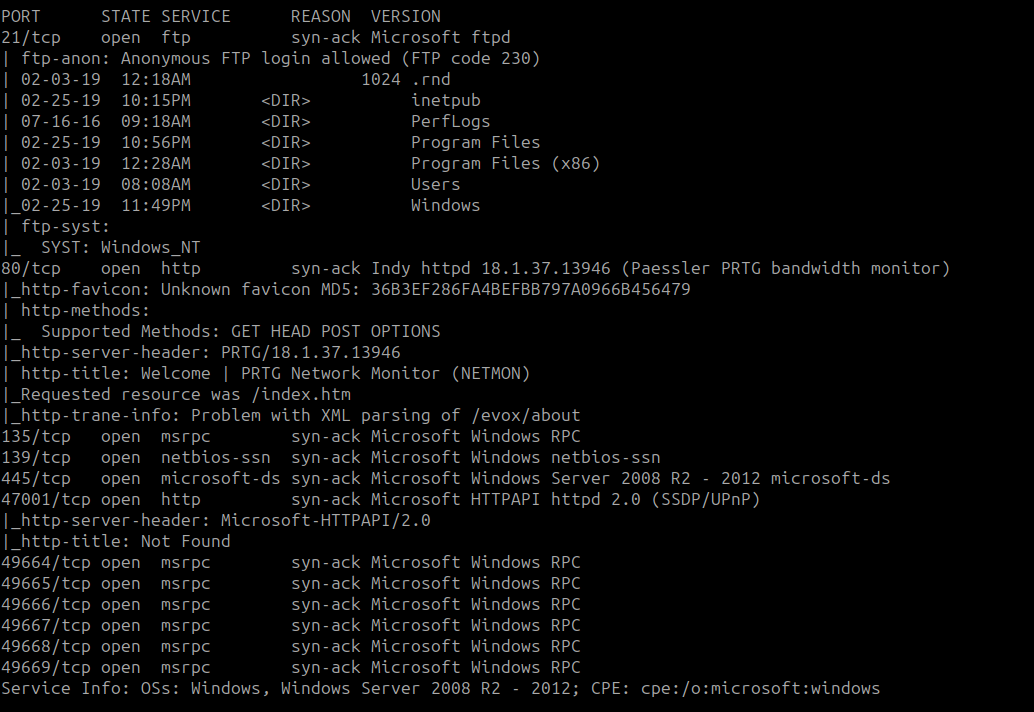 PORT      STATE SERVICE      REASON  VERSION
21/tcp    open  ftp          syn-ack Microsoft ftpd
| ftp-anon: Anonymous FTP login allowed (FTP code 230)
| 02-03-19  12:18AM                 1024 .rnd
| 02-25-19  10:15PM       <DIR>          inetpub
| 07-16-16  09:18AM       <DIR>          PerfLogs
| 02-25-19  10:56PM       <DIR>          Program Files
| 02-03-19  12:28AM       <DIR>          Program Files (x86)
| 02-03-19  08:08AM       <DIR>          Users
|_02-25-19  11:49PM       <DIR>          Windows
| ftp-syst:
|_  SYST: Windows_NT
80/tcp    open  http         syn-ack Indy httpd 18.1.37.13946 (Paessler PRTG bandwidth monitor)
|_http-favicon: Unknown favicon MD5: 36B3EF286FA4BEFBB797A0966B456479
| http-methods:
|_  Supported Methods: GET HEAD POST OPTIONS
|_http-server-header: PRTG/18.1.37.13946
| http-title: Welcome | PRTG Network Monitor (NETMON)
|_Requested resource was /index.htm
|_http-trane-info: Problem with XML parsing of /evox/about
135/tcp   open  msrpc        syn-ack Microsoft Windows RPC
139/tcp   open  netbios-ssn  syn-ack Microsoft Windows netbios-ssn
445/tcp   open  microsoft-ds syn-ack Microsoft Windows Server 2008 R2 - 2012 microsoft-ds
47001/tcp open  http         syn-ack Microsoft HTTPAPI httpd 2.0 (SSDP/UPnP)
|_http-server-header: Microsoft-HTTPAPI/2.0
|_http-title: Not Found
49664/tcp open  msrpc        syn-ack Microsoft Windows RPC
49665/tcp open  msrpc        syn-ack Microsoft Windows RPC
49666/tcp open  msrpc        syn-ack Microsoft Windows RPC
49667/tcp open  msrpc        syn-ack Microsoft Windows RPC
49668/tcp open  msrpc        syn-ack Microsoft Windows RPC
49669/tcp open  msrpc        syn-ack Microsoft Windows RPC
Service Info: OSs: Windows, Windows Server 2008 R2 - 2012; CPE: cpe:/o:microsoft:windows